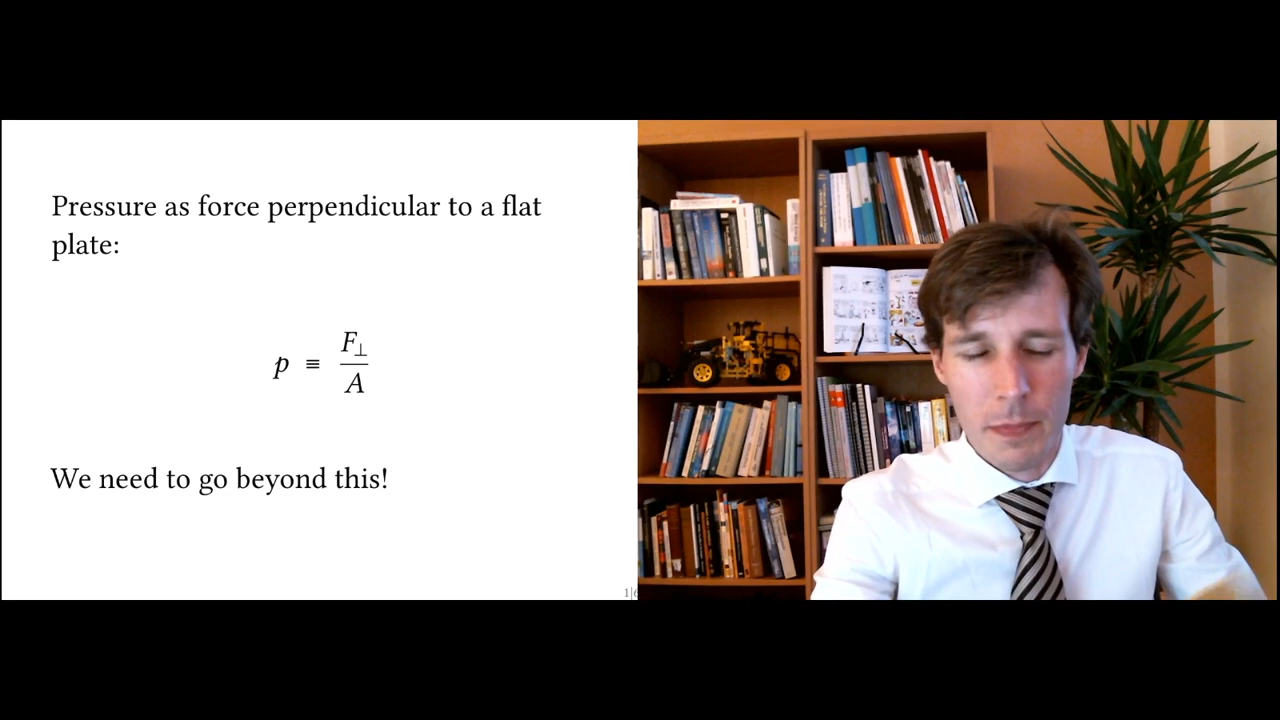 Pressure as force perpendicular to a flat
plate:
p ≡ F⊥ / A
We need to go beyond this!